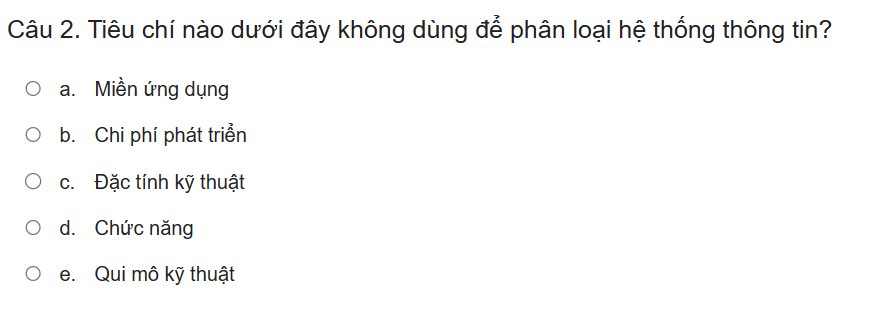 Câu 2. Tiêu chí nào dưới đây không dùng để phân loại hệ thống thông tin?
a. Miền ứng dụng
b. Chi phí phát triển
c. Đặc tính kỹ thuật
d. Chức năng
e. Qui mô kỹ thuật